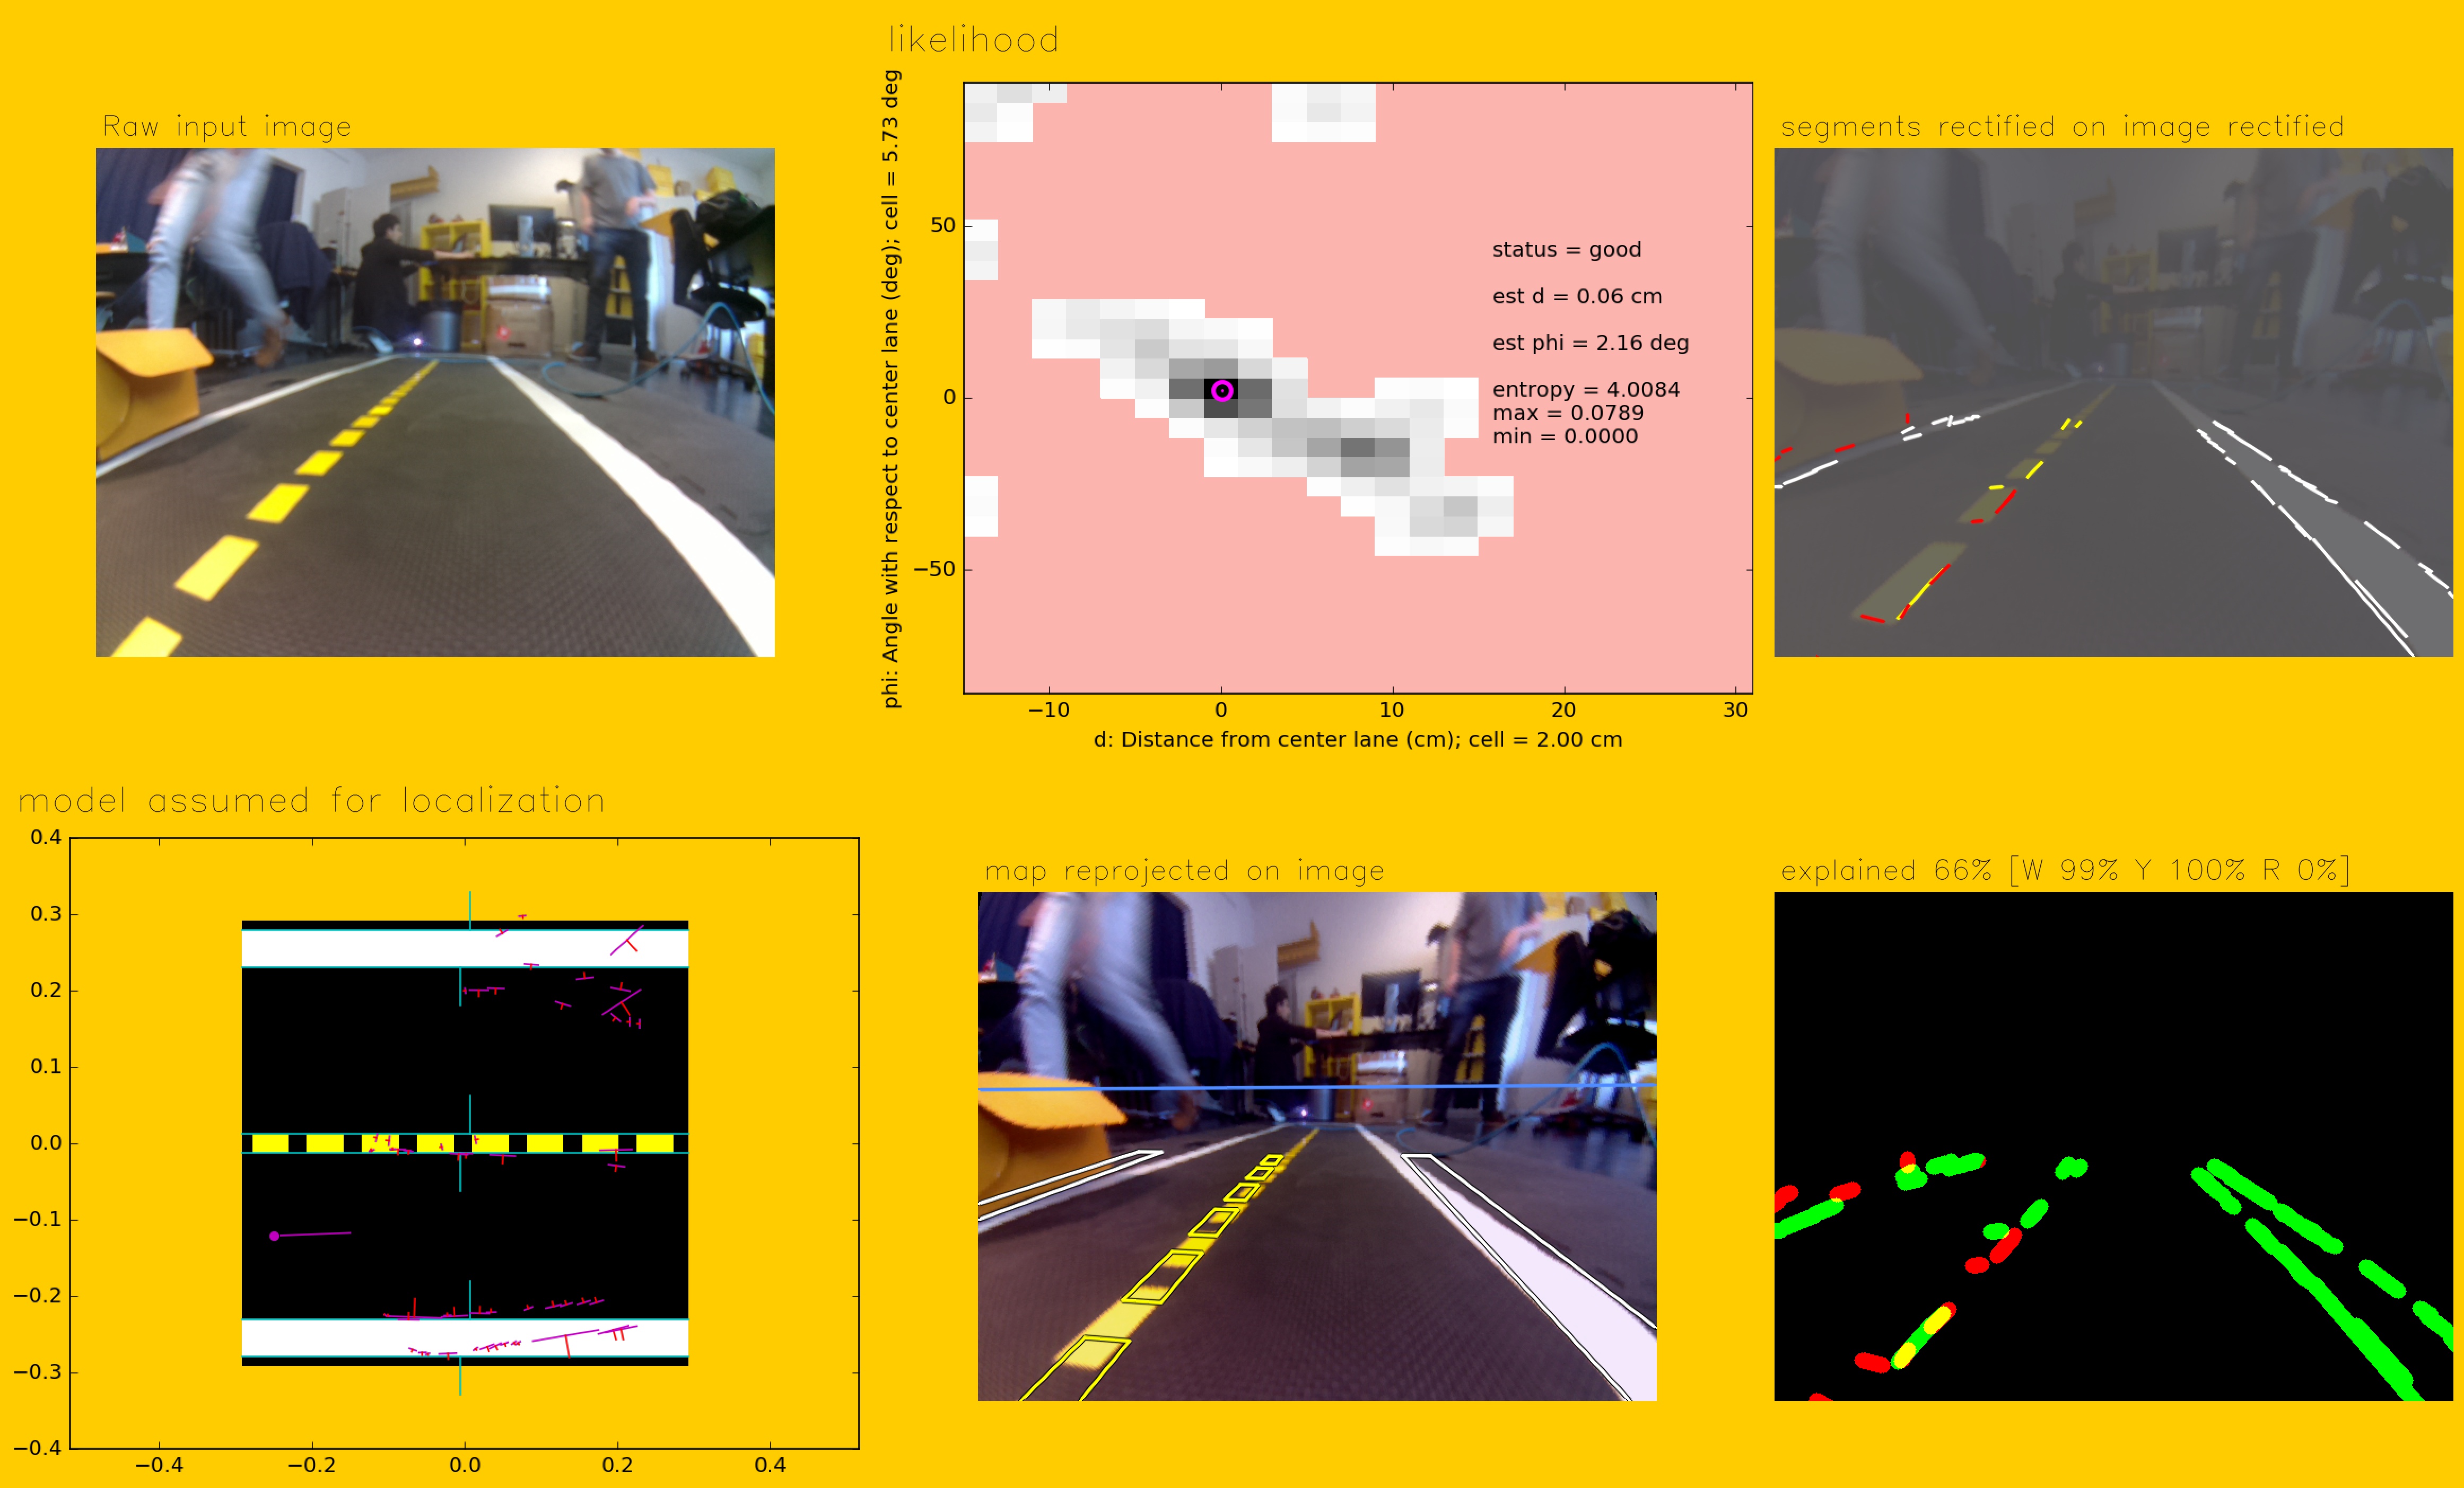 likelihood
Raw input image
segments rectified on image rectified
phi: Angle with respect to center lane (deg); cell = 5.73 deg
50
0
−50
status = good
est d = 0.06 cm
est phi = 2.16 deg
entropy = 4.0084
max = 0.0789
min = 0.0000
−10
0
10
20
30
d: Distance from center lane (cm); cell = 2.00 cm
model assumed for localization
0.4
0.3
0.2
0.1
0.0
−0.1
−0.2
−0.3
−0.4
−0.4
−0.2
0.0
0.2
0.4
map reprojected on image
explained 66% [W 99% Y 100% R 0%]